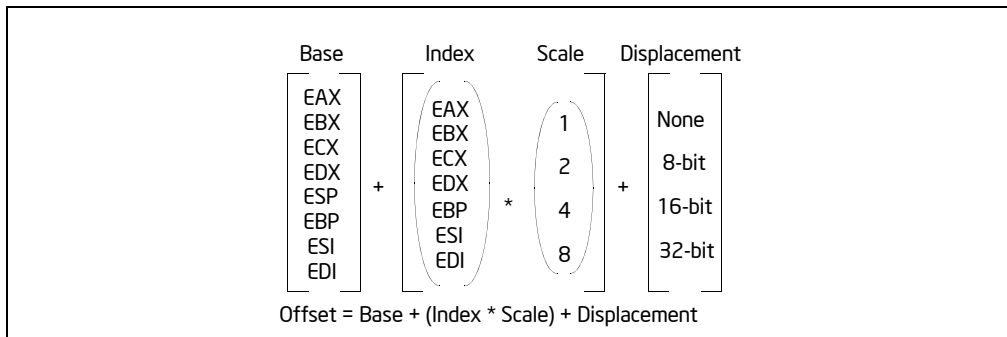 Base Index Scale Displacement
EAX
EBX
ECX
EDX
ESP
EBP
ESI
EDI
+
EAX
EBX
ECX
EDX
EBP
ESI
EDI
*
1
2
4
8
+
None
8-bit
16-bit
32-bit
Offset = Base + (Index * Scale) + Displacement